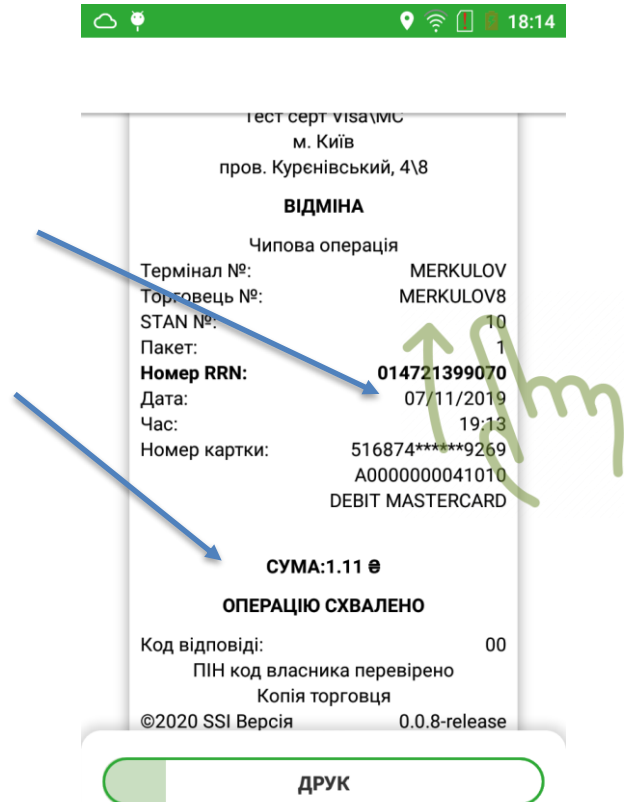 18:14
Тест серт Visa\MC
м. Київ
пров. Курєнівський, 4\8
ВІДМІНА
Чипова операція
Термінал №: MERKULOV
Торговець №: MERKULOV8
STAN №: 10
Пакет: 1
Номер RRN: 014721399070
Дата: 07/11/2019
Час: 19:13
Номер картки: 516874******9269
A0000000041010
DEBIT MASTERCARD
СУМА:1.11 ₴
ОПЕРАЦІЮ СХВАЛЕНО
Код відповіді: 00
ПІН код власника перевірено
Копія торговця
©2020 SSI Версія 0.0.8-release
ДРУК